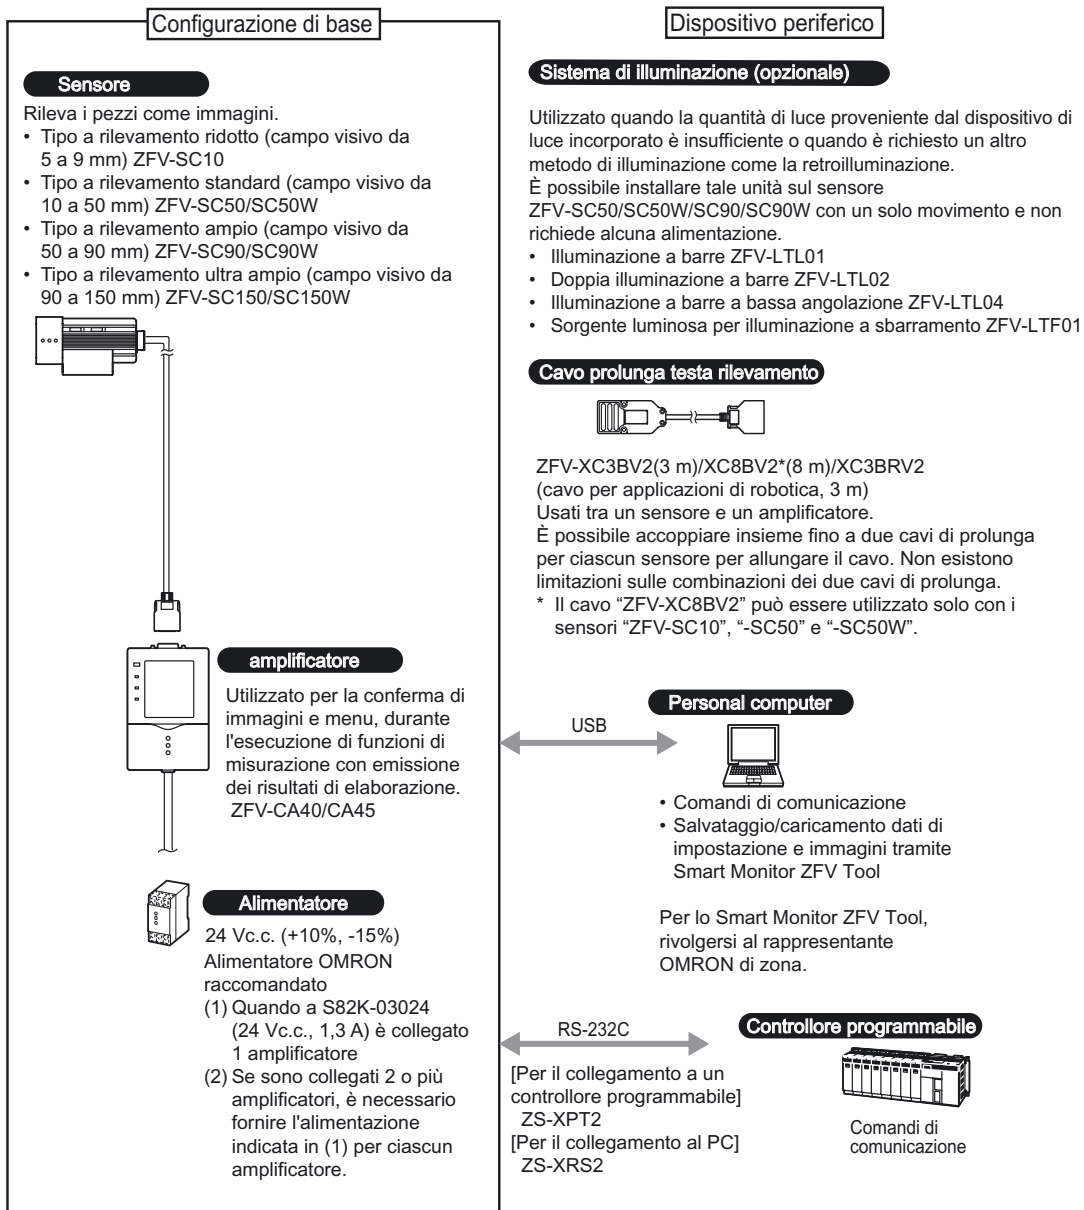 Configurazione di base
Sensore
Rileva i pezzi come immagini.
• Tipo a rilevamento ridotto (campo visivo da
5 a 9 mm) ZFV-SC10
• Tipo a rilevamento standard (campo visivo da
10 a 50 mm) ZFV-SC50/SC50W
• Tipo a rilevamento ampio (campo visivo da
50 a 90 mm) ZFV-SC90/SC90W
• Tipo a rilevamento ultra ampio (campo visivo da
90 a 150 mm) ZFV-SC150/SC150W
amplificatore
Utilizzato per la conferma di
immagini e menu, durante
l'esecuzione di funzioni di
misurazione con emissione
dei risultati di elaborazione.
ZFV-CA40/CA45
Alimentatore
24 Vc.c. (+10%, -15%)
Alimentatore OMRON
raccomandato
(1) Quando a S82K-03024
(24 Vc.c., 1,3 A) è collegato
1 amplificatore
(2) Se sono collegati 2 o più
amplificatori, è necessario
fornire l'alimentazione
indicata in (1) per ciascun
amplificatore.
Dispositivo periferico
Sistema di illuminazione (opzionale)
Utilizzato quando la quantità di luce proveniente dal dispositivo di
luce incorporato è insufficiente o quando è richiesto un altro
metodo di illuminazione come la retroilluminazione.
È possibile installare tale unità sul sensore
ZFV-SC50/SC50W/SC90/SC90W con un solo movimento e non
richiede alcuna alimentazione.
• Illuminazione a barre ZFV-LTL01
• Doppia illuminazione a barre ZFV-LTL02
• Illuminazione a barre a bassa angolazione ZFV-LTL04
• Sorgente luminosa per illuminazione a sbarramento ZFV-LTF01
Cavo prolunga testa rilevamento
ZFV-XC3BV2(3 m)/XC8BV2*(8 m)/XC3BRV2
(cavo per applicazioni di robotica, 3 m)
Usati tra un sensore e un amplificatore.
È possibile accoppiare insieme fino a due cavi di prolunga
per ciascun sensore per allungare il cavo. Non esistono
limitazioni sulle combinazioni dei due cavi di prolunga.
* Il cavo “ZFV-XC8BV2” può essere utilizzato solo con i
sensori “ZFV-SC10”, “-SC50” e “-SC50W”.
USB
Personal computer
• Comandi di comunicazione
• Salvataggio/caricamento dati di
impostazione e immagini tramite
Smart Monitor ZFV Tool
Per lo Smart Monitor ZFV Tool,
rivolgersi al rappresentante
OMRON di zona.
RS-232C
[Per il collegamento a un
controllore programmabile]
ZS-XPT2
[Per il collegamento al PC]
ZS-XRS2
Controllore programmabile
Comandi di
comunicazione